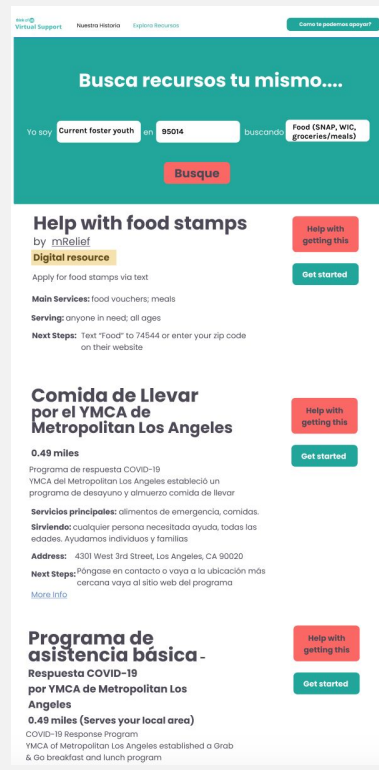 Virtual Support
Nuestra Historia
Explora Recursos
Como te podemos apoyar?
Busca recursos tu mismo....
Yo soy Current foster youth en 95014 buscando Food (SNAP, WIC,
groceries/meals)
Busque
Help with food stamps
by mRelief
Digital resource
Apply for food stamps via text
Main Services: food vouchers; meals
Serving: anyone in need; all ages
Next Steps: Text "Food" to 74544 or enter your zip code
on their website
Help with
getting this
Get started
Comida de Llevar
por el YMCA de
Metropolitan Los Angeles
0.49 miles
Programa de respuesta COVID-19
YMCA del Metropolitan Los Angeles estableció un
programa de desayuno y almuerzo comida de llevar
Servicios principales: alimentos de emergencia, comidas.
Sirviendo: cualquier persona necesitada ayuda, todas las
edades. Ayudamos individuos y familias
Address: 4301 West 3rd Street, Los Angeles, CA 90020
Next Steps: Póngase en contacto o vaya a la ubicación más
cercana vaya al sitio web del programa
More Info
Help with
getting this
Get started
Programa de
asistencia básica -
Respuesta COVID-19
por YMCA de Metropolitan Los
Angeles
0.49 miles (Serves your local area)
COVID-19 Response Program
YMCA of Metropolitan Los Angeles established a Grab
& Go breakfast and lunch program
Help with
getting this
Get started